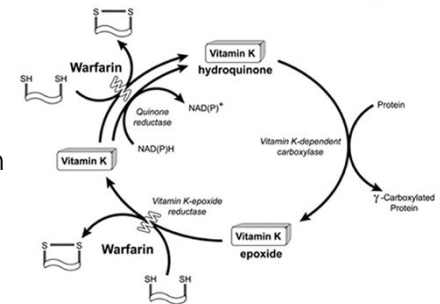 S S
Warfarin
SH SH
Vitamin K
hydroquinone
Quinone
reductase
NAD(P)+
NAD(P)H
Protein
Vitamin K-dependent
carboxylase
γ-Carboxylated
Protein
Vitamin K
n
Vitamin K-epoxide
reductase
Warfarin
S S
SH SH
Vitamin K
epoxide